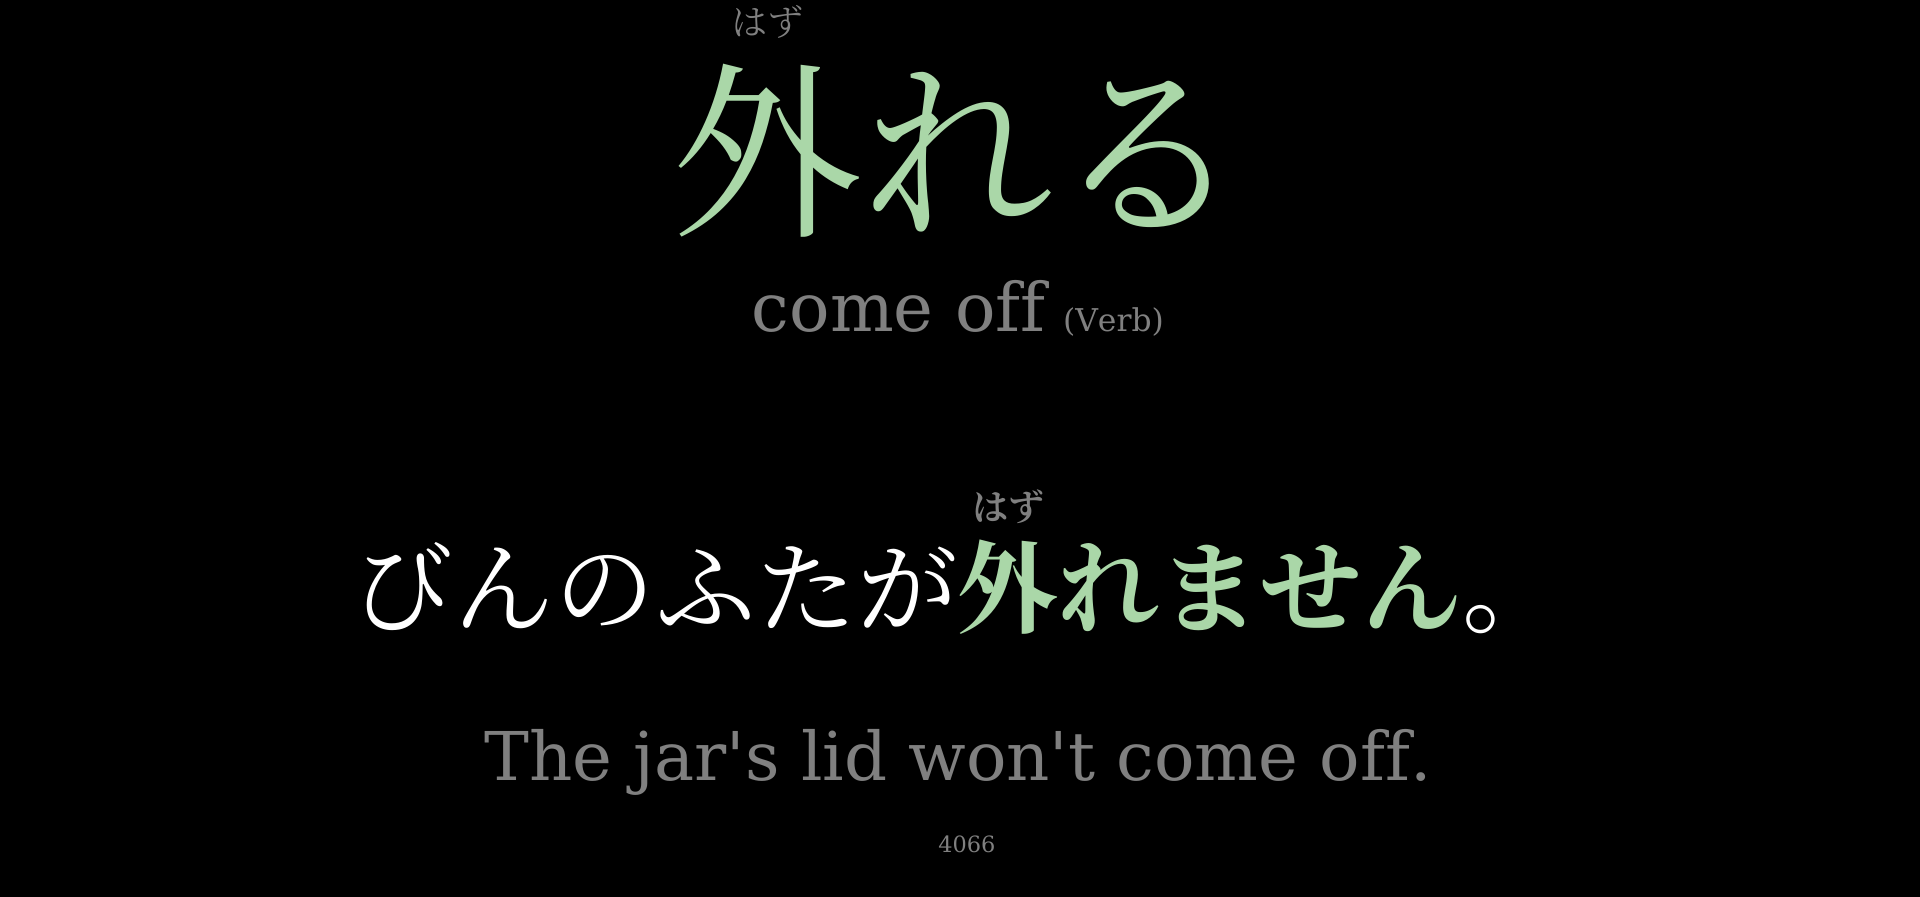 はず
外れる
come off (Verb)
はず
びんのふたが外れません。
The jar's lid won't come off.
4066